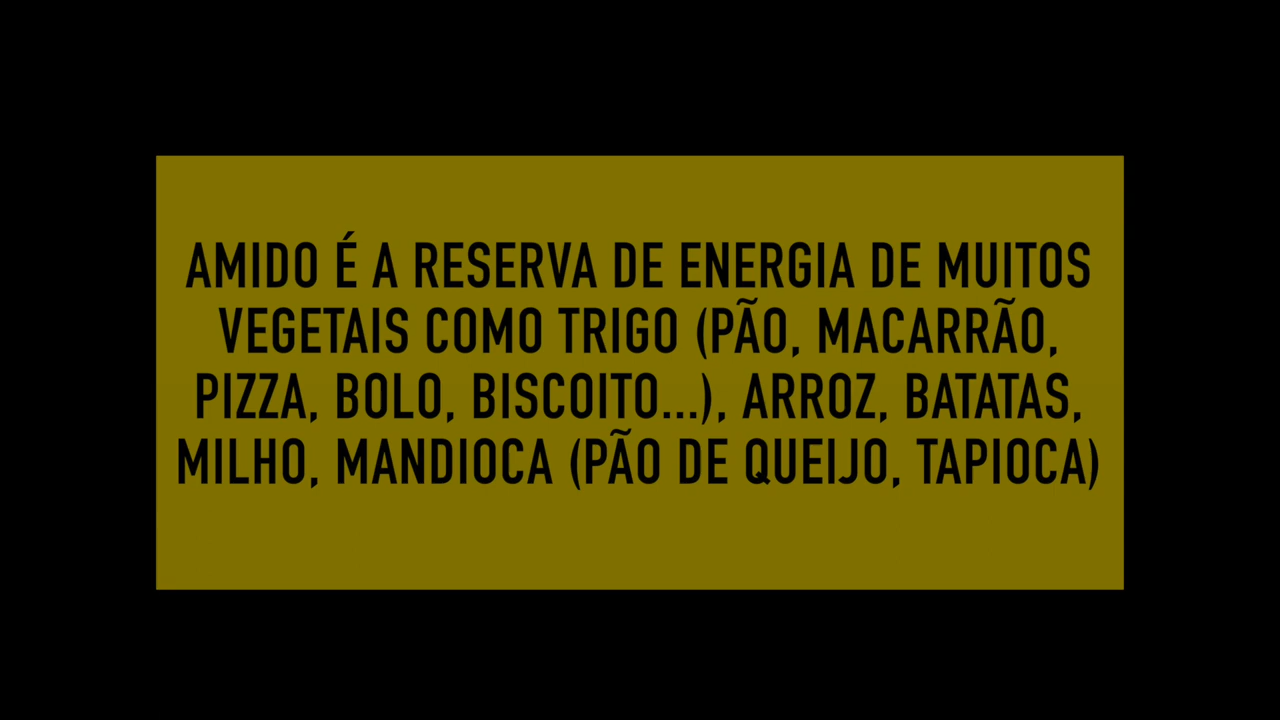 AMIDO É A RESERVA DE ENERGIA DE MUITOS
VEGETAIS COMO TRIGO (PÃO, MACARRÃO,
PIZZA, BOLO, BISCOITO...), ARROZ, BATATAS,
MILHO, MANDIOCA (PÃO DE QUEIJO, TAPIOCA)